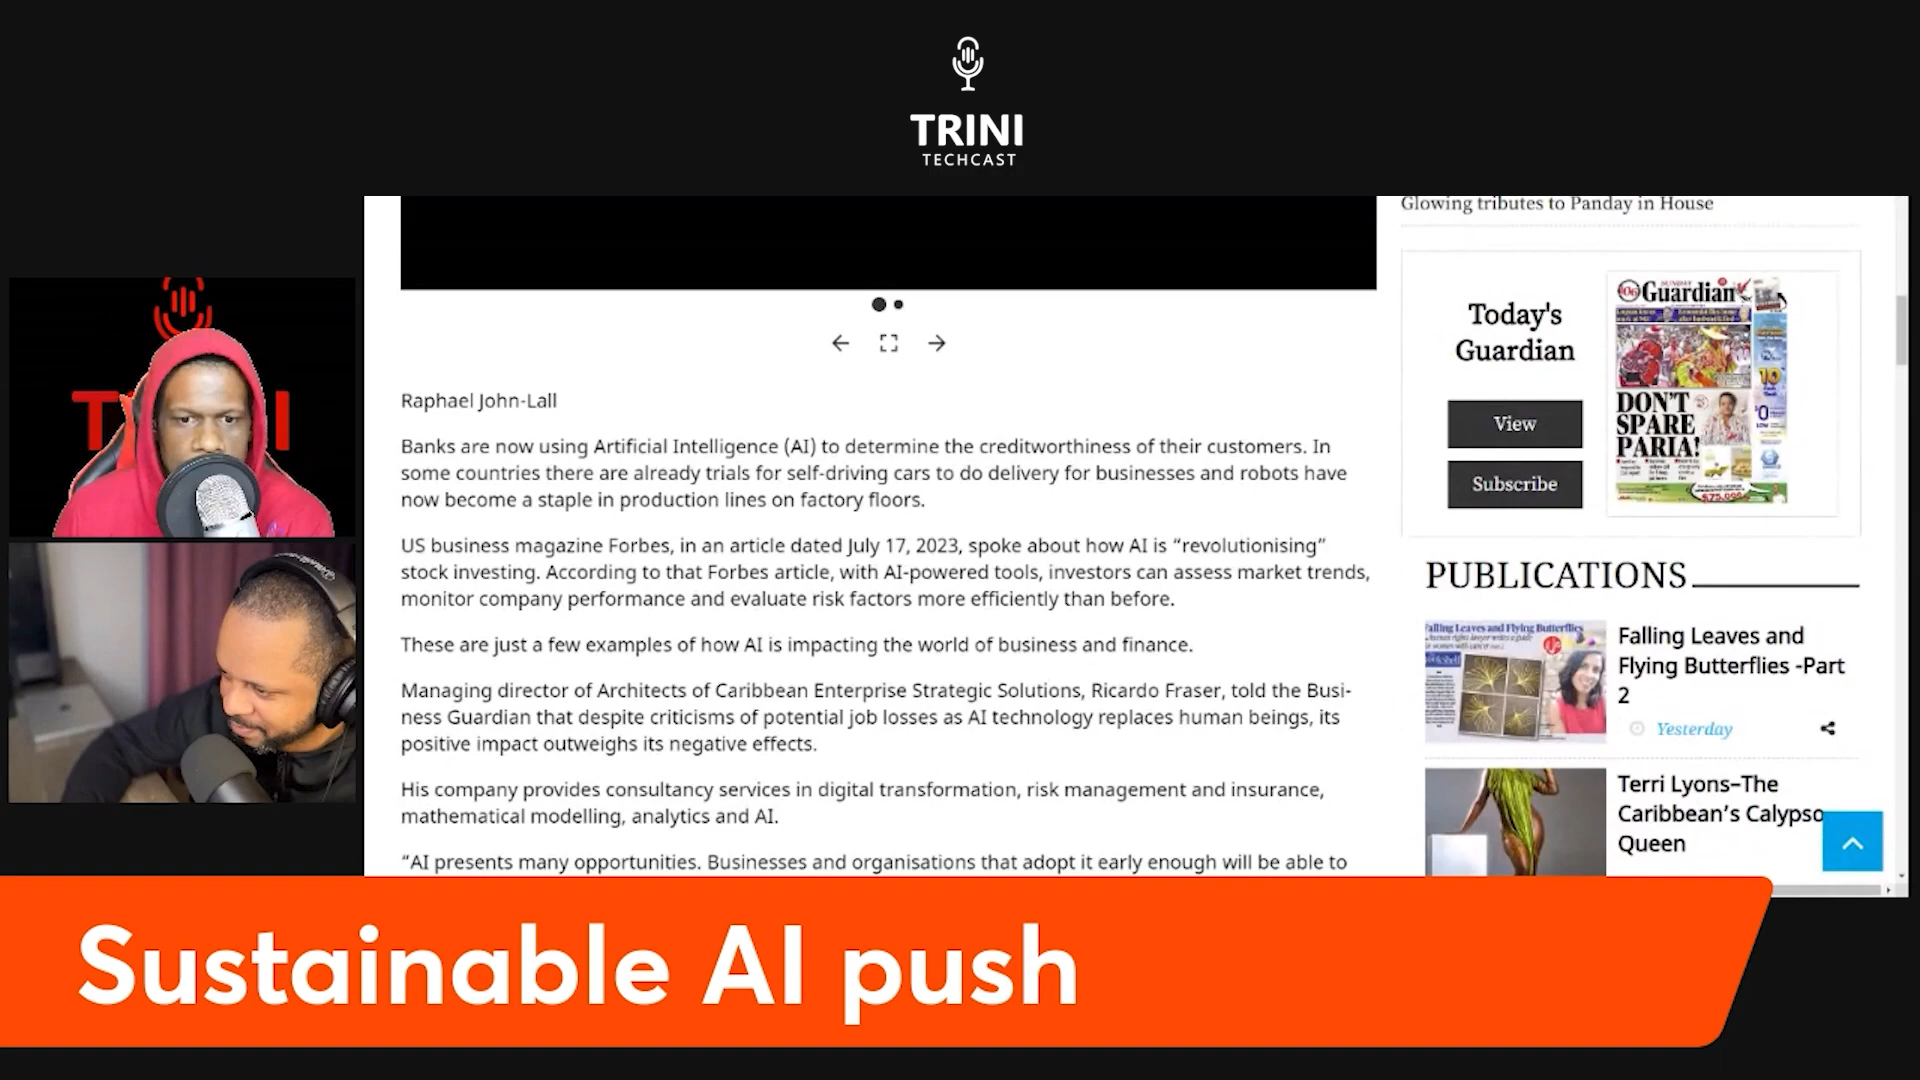 TRINI
TECHCAST
Glowing tributes to Panday in House
Today's
Guardian
View
Subscribe
Guardian
DON'T
SPARE
PARIA!
$75,000
PUBLICATIONS
Falling Leaves and Flying Butterflies
Falling Leaves and
Flying Butterflies -Part
2
Yesterday
Terri Lyons–The
Caribbean’s Calypso
Queen
Raphael John-Lall
Banks are now using Artificial Intelligence (AI) to determine the creditworthiness of their customers. In
some countries there are already trials for self-driving cars to do delivery for businesses and robots have
now become a staple in production lines on factory floors.
US business magazine Forbes, in an article dated July 17, 2023, spoke about how AI is “revolutionising”
stock investing. According to that Forbes article, with AI-powered tools, investors can assess market trends,
monitor company performance and evaluate risk factors more efficiently than before.
These are just a few examples of how AI is impacting the world of business and finance.
Managing director of Architects of Caribbean Enterprise Strategic Solutions, Ricardo Fraser, told the Busi-
ness Guardian that despite criticisms of potential job losses as AI technology replaces human beings, its
positive impact outweighs its negative effects.
His company provides consultancy services in digital transformation, risk management and insurance,
mathematical modelling, analytics and AI.
“AI presents many opportunities. Businesses and organisations that adopt it early enough will be able to
Sustainable AI push